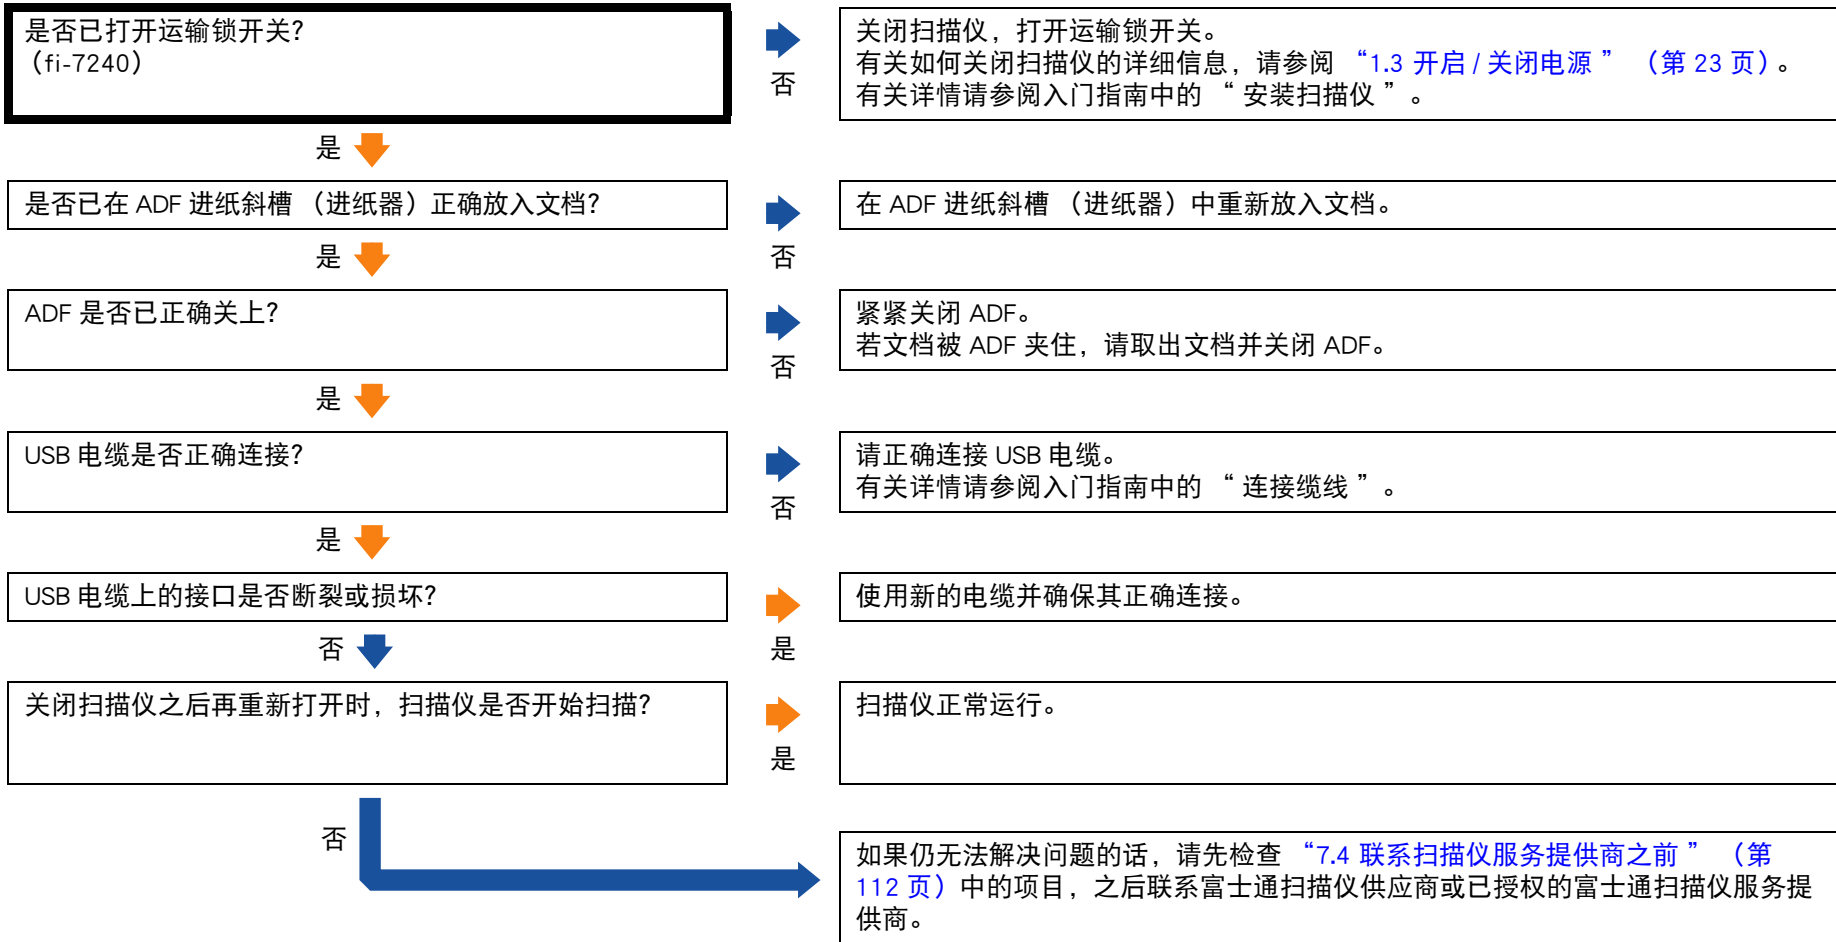 是否已打开运输锁开关?
(fi-7240)
否
关闭扫描仪，打开运输锁开关。
有关如何关闭扫描仪的详细信息，请参阅 “1.3 开启 / 关闭电源 ” （第 23 页）。
有关详情请参阅入门指南中的 “ 安装扫描仪 ”。
是
是否已在 ADF 进纸斜槽 （进纸器）正确放入文档?
否
在 ADF 进纸斜槽 （进纸器）中重新放入文档。
是
ADF 是否已正确关上?
否
紧紧关闭 ADF。
若文档被 ADF 夹住，请取出文档并关闭 ADF。
是
USB 电缆是否正确连接?
否
请正确连接 USB 电缆。
有关详情请参阅入门指南中的 “ 连接缆线 ”。
是
USB 电缆上的接口是否断裂或损坏?
是
使用新的电缆并确保其正确连接。
否
关闭扫描仪之后再重新打开时，扫描仪是否开始扫描?
是
扫描仪正常运行。
否
如果仍无法解决问题的话，请先检查 “7.4 联系扫描仪服务提供商之前 ” （第
112 页）中的项目，之后联系富士通扫描仪供应商或已授权的富士通扫描仪服务提
供商。